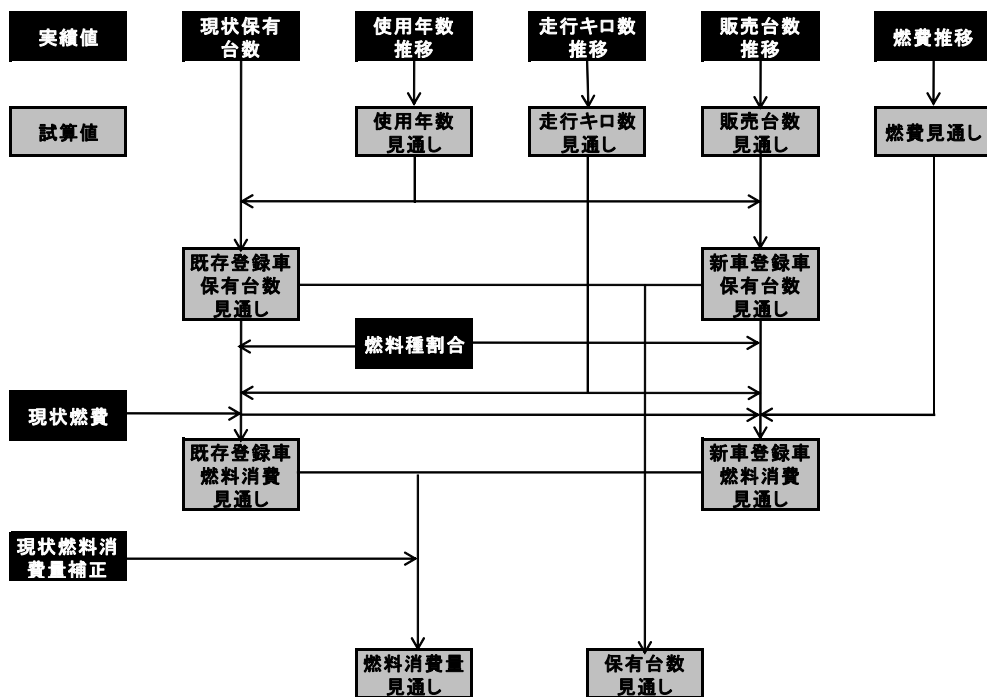 実績値
現状保有
台数
使用年数
推移
走行キロ数
推移
販売台数
推移
燃費推移
試算値
使用年数
見通し
走行キロ数
見通し
販売台数
見通し
燃費見通し
既存登録車
保有台数
見通し
新車登録車
保有台数
見通し
燃料種割合
現状燃費
既存登録車
燃料消費
見通し
新車登録車
燃料消費
見通し
現状燃料消
費量補正
燃料消費量
見通し
保有台数
見通し